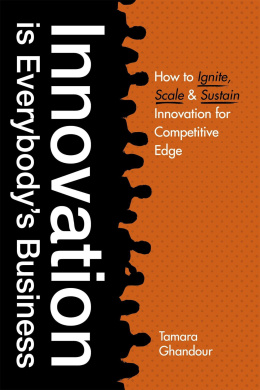 Innovation
is Everybody's Business
How to Ignite,
Scale & Sustain
Innovation for
Competitive
Edge
Tamara
Ghandour